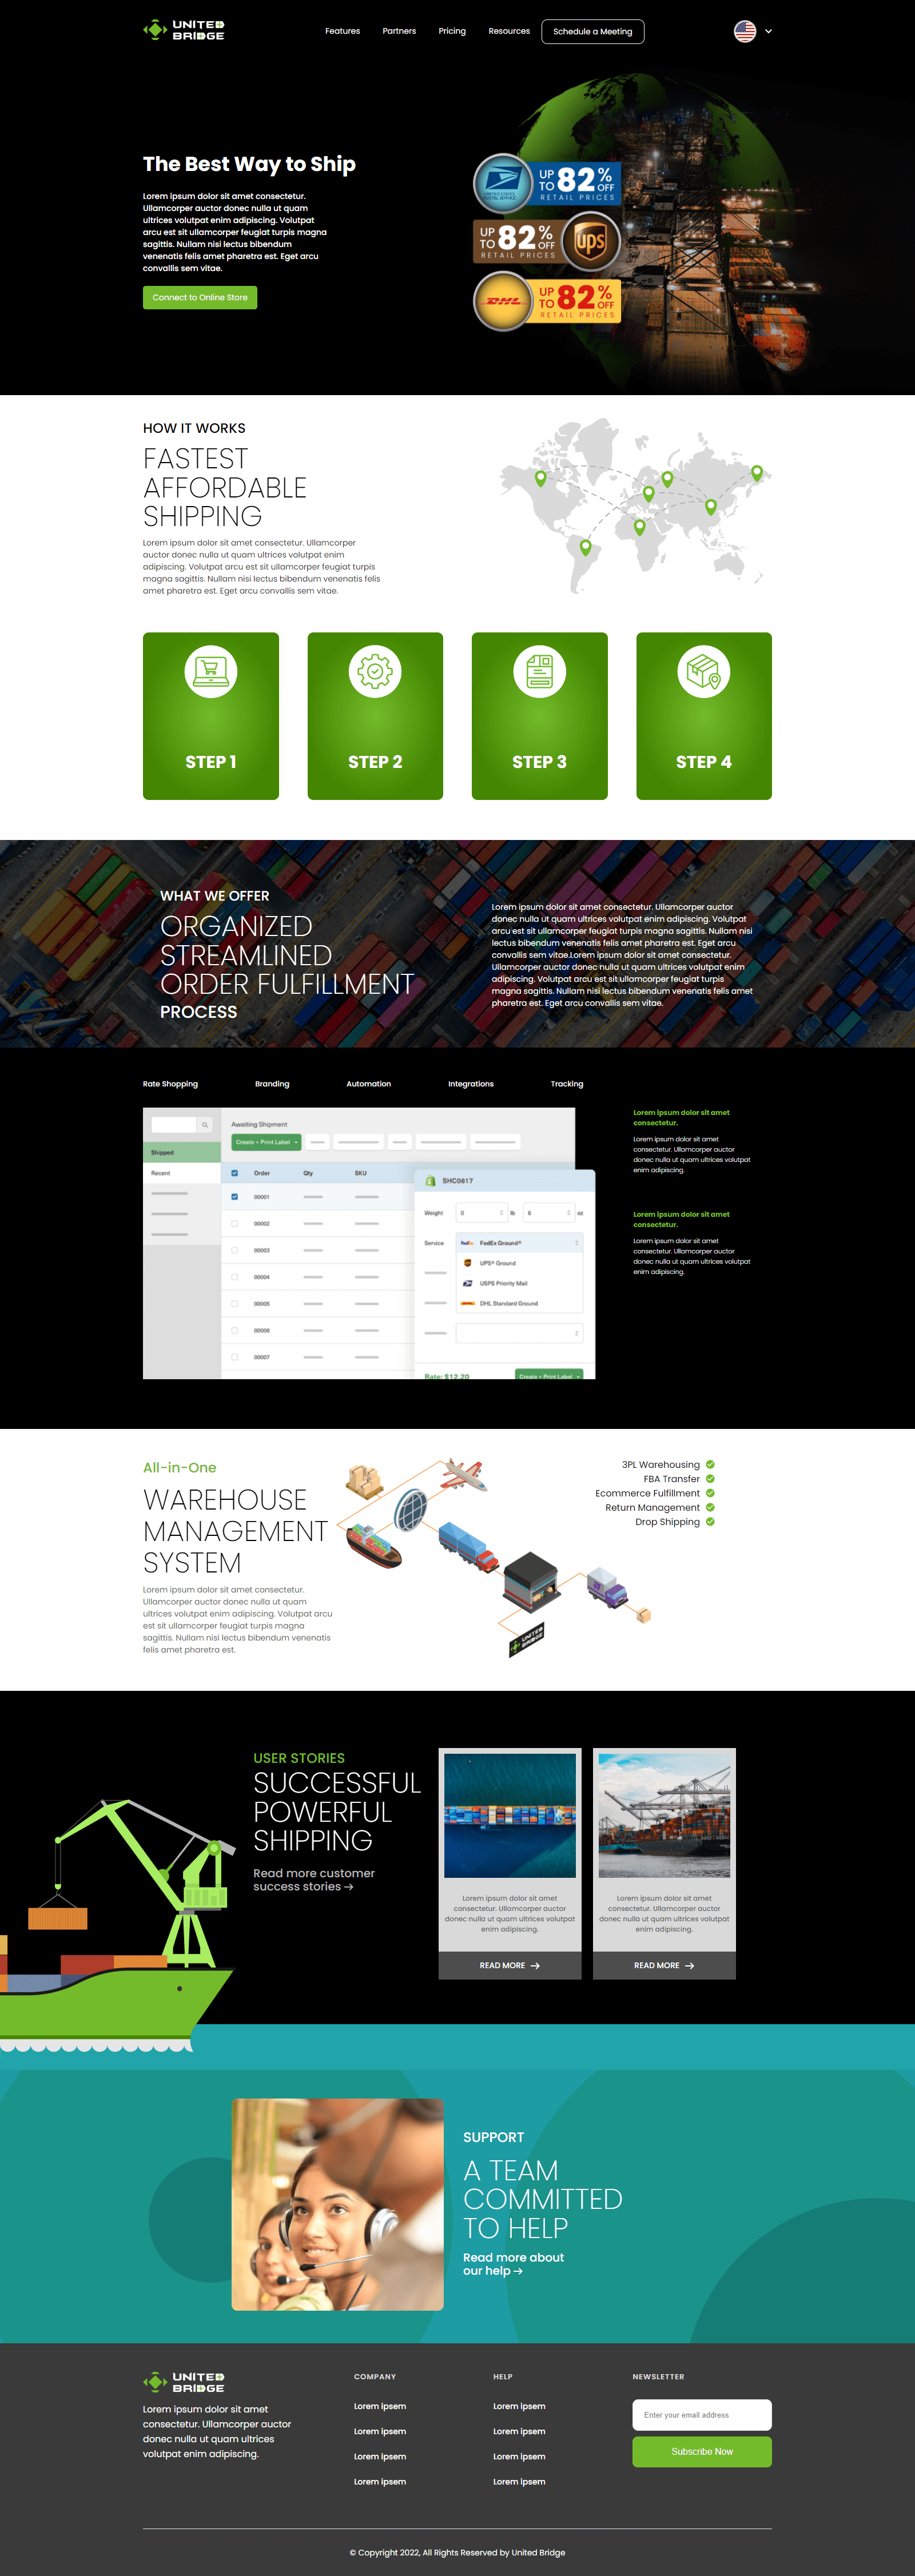 UNITED
BRIDGE
Features
Partners
Pricing
Resources
Schedule a Meeting
The Best Way to Ship
Lorem ipsum dolor sit amet consectetur.
Ullamcorper auctor donec nulla ut quam
ultrices volutpat enim adipiscing. Volutpat
arcu est sit ullamcorper feugiat turpis magna
sagittis. Nullam nisi lectus bibendum
venenatis felis amet pharetra est. Eget arcu
convallis sem vitae.
Connect to Online Store
UP TO 82% OFF
RETAIL PRICES
UP TO 82% OFF
RETAIL PRICES
ups
DHL
UP TO 82% OFF
RETAIL PRICES
HOW IT WORKS
FASTEST
AFFORDABLE
SHIPPING
Lorem ipsum dolor sit amet consectetur. Ullamcorper
auctor donec nulla ut quam ultrices volutpat enim
adipiscing. Volutpat arcu est sit ullamcorper feugiat turpis
magna sagittis. Nullam nisi lectus bibendum venenatis felis
amet pharetra est. Eget arcu convallis sem vitae.
STEP 1
STEP 2
STEP 3
STEP 4
WHAT WE OFFER
ORGANIZED
STREAMLINED
ORDER FULFILLMENT
PROCESS
Lorem ipsum dolor sit amet consectetur. Ullamcorper auctor
donec nulla ut quam ultrices volutpat enim adipiscing. Volutpat
arcu est sit ullamcorper feugiat turpis magna sagittis. Nullam nisi
lectus bibendum venenatis felis amet pharetra est. Eget arcu
convallis sem vitae.Lorem ipsum dolor sit amet consectetur.
Ullamcorper auctor donec nulla ut quam ultrices volutpat enim
adipiscing. Volutpat arcu est sit ullamcorper feugiat turpis
magna sagittis. Nullam nisi lectus bibendum venenatis felis amet
pharetra est. Eget arcu convallis sem vitae.
Rate Shopping
Branding
Automation
Integrations
Tracking
Awaiting Shipment
Create + Print Label
Shipped
Recent
Order
Qty
SKU
00001
00002
00003
00004
00005
00006
00007
SHC0617
Weight
0
lb
6
oz
Service
FedEx
FedEx Ground®
UPS® Ground
USPS Priority Mail
DHL Standard Ground
Rate: $12.20
Create + Print Label
Lorem ipsum dolor sit amet
consectetur.
Lorem ipsum dolor sit amet
consectetur. Ullamcorper auctor
donec nulla ut quam ultrices volutpat
enim adipiscing.
Lorem ipsum dolor sit amet
consectetur.
Lorem ipsum dolor sit amet
consectetur. Ullamcorper auctor
donec nulla ut quam ultrices volutpat
enim adipiscing.
All-in-One
WAREHOUSE
MANAGEMENT
SYSTEM
Lorem ipsum dolor sit amet consectetur.
Ullamcorper auctor donec nulla ut quam
ultrices volutpat enim adipiscing. Volutpat arcu
est sit ullamcorper feugiat turpis magna
sagittis. Nullam nisi lectus bibendum venenatis
felis amet pharetra est.
UNITED
BRIDGE
3PL Warehousing
FBA Transfer
Ecommerce Fulfillment
Return Management
Drop Shipping
USER STORIES
SUCCESSFUL
POWERFUL
SHIPPING
Read more customer
success stories →
Lorem ipsum dolor sit amet
consectetur. Ullamcorper auctor
donec nulla ut quam ultrices volutpat
enim adipiscing.
READ MORE →
Lorem ipsum dolor sit amet
consectetur. Ullamcorper auctor
donec nulla ut quam ultrices volutpat
enim adipiscing.
READ MORE →
SUPPORT
A TEAM
COMMITTED
TO HELP
Read more about
our help →
UNITED
BRIDGE
Lorem ipsum dolor sit amet
consectetur. Ullamcorper auctor
donec nulla ut quam ultrices
volutpat enim adipiscing.
COMPANY
Lorem ipsem
Lorem ipsem
Lorem ipsem
Lorem ipsem
HELP
Lorem ipsem
Lorem ipsem
Lorem ipsem
Lorem ipsem
NEWSLETTER
Enter your email address
Subscribe Now
© Copyright 2022, All Rights Reserved by United Bridge